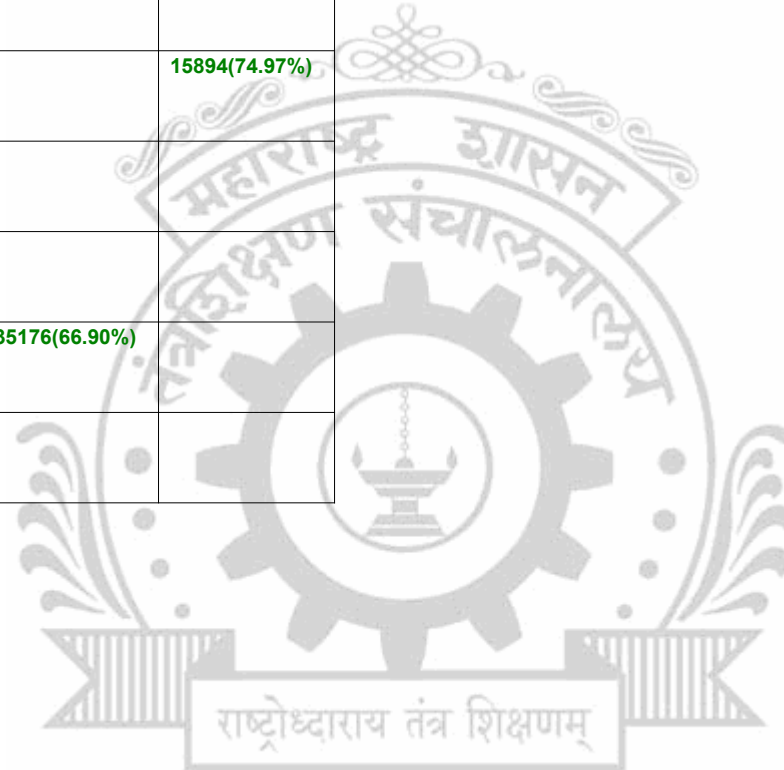 15894(74.97%)
महाराष्ट्र शासन
तंत्रशिक्षण संचालनालय
35176(66.90%)
राष्ट्रोध्दाराय तंत्र शिक्षणम्